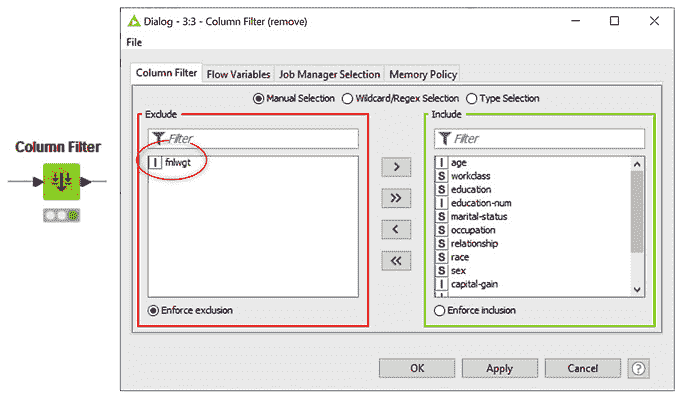 Dialog - 3:3 - Column Filter (remove)
File
Column Filter Flow Variables Job Manager Selection Memory Policy
Manual Selection Wildcard/Regex Selection Type Selection
Exclude
Filter
I fnlwgt
Enforce exclusion
>
>>
<
<<
Include
Filter
I age
S workclass
S education
I education-num
S marital-status
S occupation
S relationship
S race
S sex
I capital-gain
Enforce inclusion
OK Apply Cancel ?
Column Filter